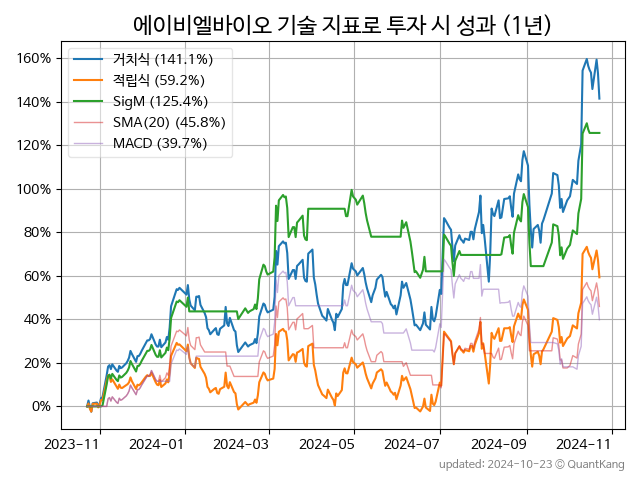 에이비엘바이오 기술 지표로 투자 시 성과 (1년)
160%
140%
120%
100%
80%
60%
40%
20%
0%
거치식 (141.1%)
적립식 (59.2%)
SigM (125.4%)
SMA(20) (45.8%)
MACD (39.7%)
2023-11
2024-01
2024-03
2024-05
2024-07
2024-09
2024-11
updated: 2024-10-23 © QuantKang